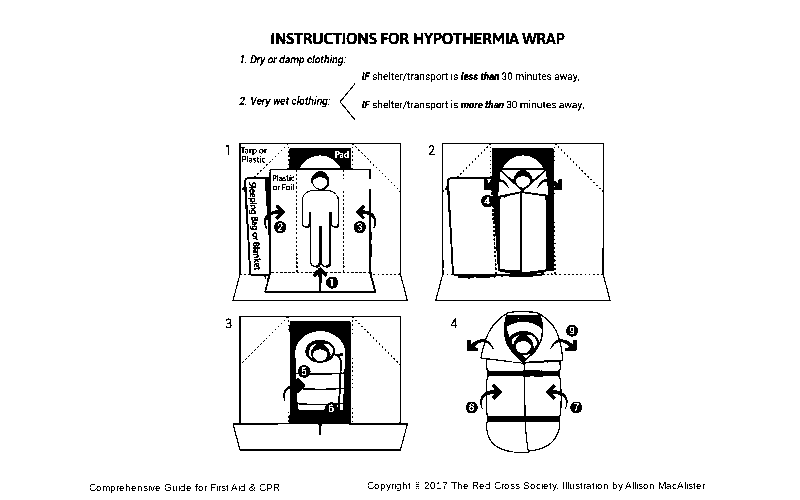 INSTRUCTIONS FOR HYPOTHERMIA WRAP
1. Dry or damp clothing:
IF shelter/transport is less than 30 minutes away,
2. Very wet clothing:
IF shelter/transport is more than 30 minutes away,
1
Tarp or
Plastic
Pad
Plastic
or Foil
Sleeping Bag or Blanket
2
3
1
2
4
3
5
6
4
9
8
7
Comprehensive Guide for First Aid & CPR
Copyright © 2017 The Red Cross Society. Illustration by Allison MacAlister